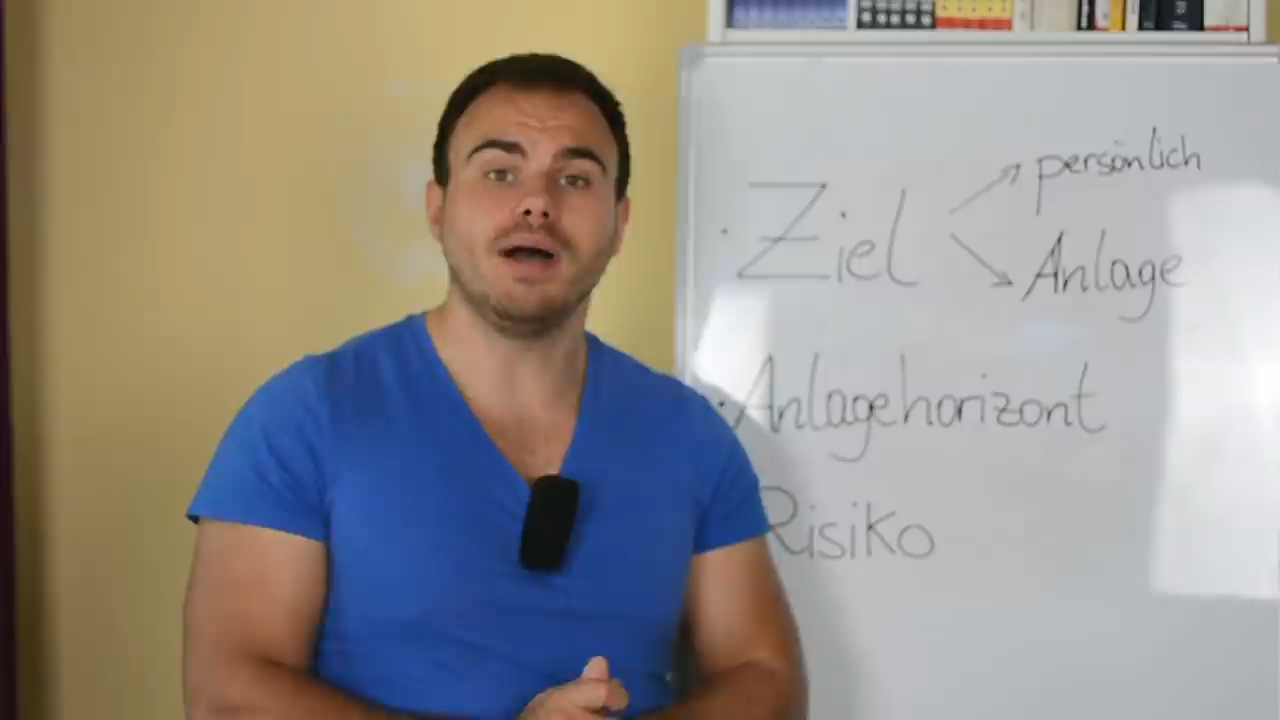 · Ziel
persönlich
Anlage
· Anlagehorizont
Risiko